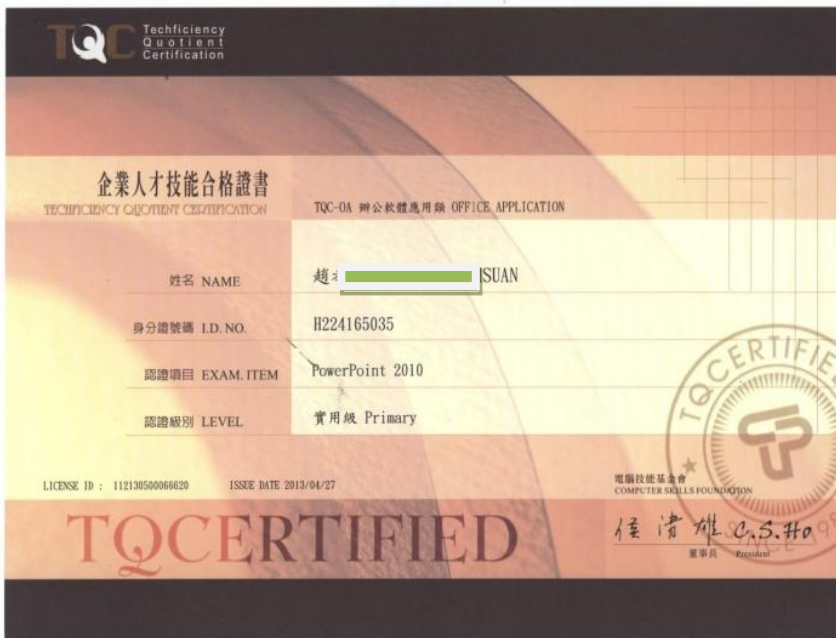 TQC Techficiency
Quotient
Certification
企業人才技能合格證書
TECHFICIENCY QUOTIENT CERTIFICATION
TQC-OA 辦公軟體應用類 OFFICE APPLICATION
姓名 NAME 趙 SUAN
身分證號碼 I.D. NO. H224165035
認證項目 EXAM. ITEM PowerPoint 2010
認證級別 LEVEL 實用級 Primary
LICENSE ID : 112130500066620 ISSUE DATE 2013/04/27
電腦技能基金會
COMPUTER SKILLS FOUNDATION
TQCERTIFIED
C.S.Ho
董事長 President
TQCERTIFIE
SINCE 19